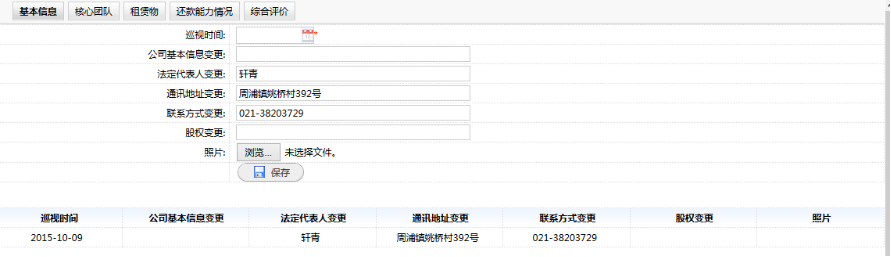 基本信息 核心团队 租赁物 还款能力情况 综合评价
巡视时间:
公司基本信息变更:
法定代表人变更: 轩青
通讯地址变更: 周浦镇姚桥村392号
联系方式变更: 021-38203729
股权变更:
照片: 浏览... 未选择文件。
保存
巡视时间 公司基本信息变更 法定代表人变更 通讯地址变更 联系方式变更 股权变更 照片
2015-10-09 轩青 周浦镇姚桥村392号 021-38203729